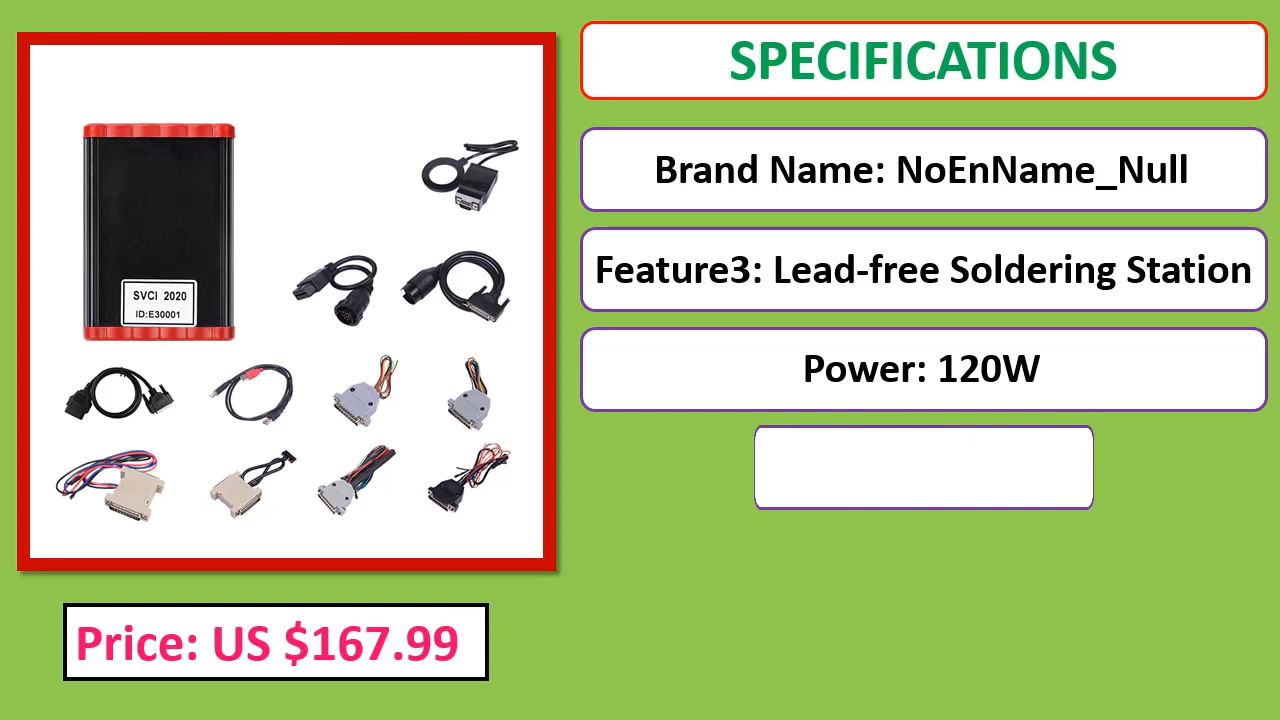 SPECIFICATIONS
Brand Name: NoEnName_Null
Feature3: Lead-free Soldering Station
Power: 120W
SVCI 2020
ID:E30001
Price: US $167.99